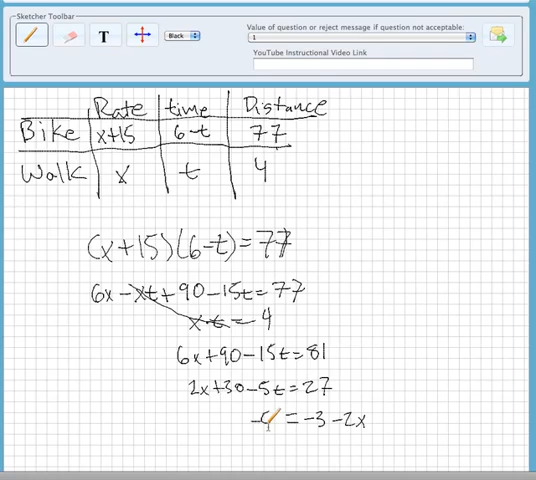 Sketcher Toolbar
Value of question or reject message if question not acceptable:
T Black 1
YouTube Instructional Video Link
Rate time Distance
Bike x+15 6-t 77
Walk x t 4
(x+15)(6-t)=77
6x-xt+90-15t=77
xt=4
6x+90-15t=81
2x+30-5t=27
=-3-2x